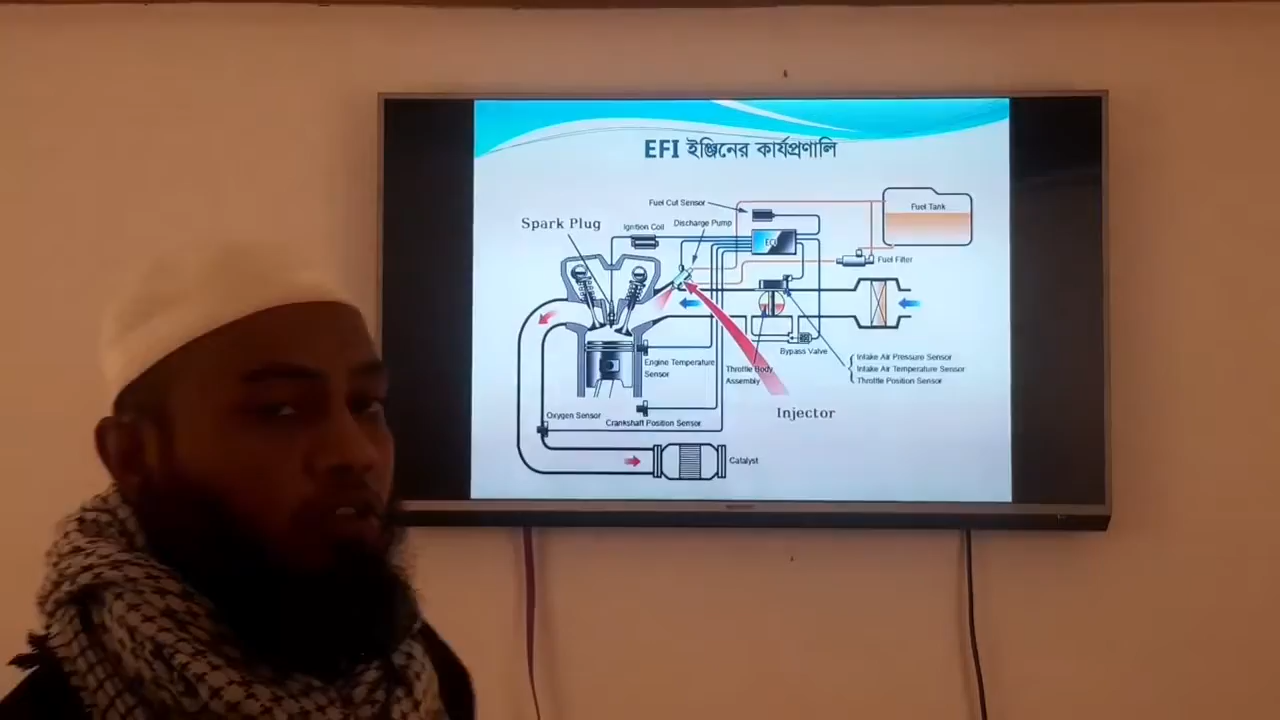 EFI ইঞ্জিনের কার্যপ্রণালি
Fuel Cut Sensor
Fuel Tank
Spark Plug
Ignition Coil
Discharge Pump
ECU
Fuel Filter
Engine Temperature
Sensor
Bypass Valve
Throttle Body
Assembly
Intake Air Pressure Sensor
Intake Air Temperature Sensor
Throttle Position Sensor
Injector
Oxygen Sensor
Crankshaft Position Sensor
Catalyst